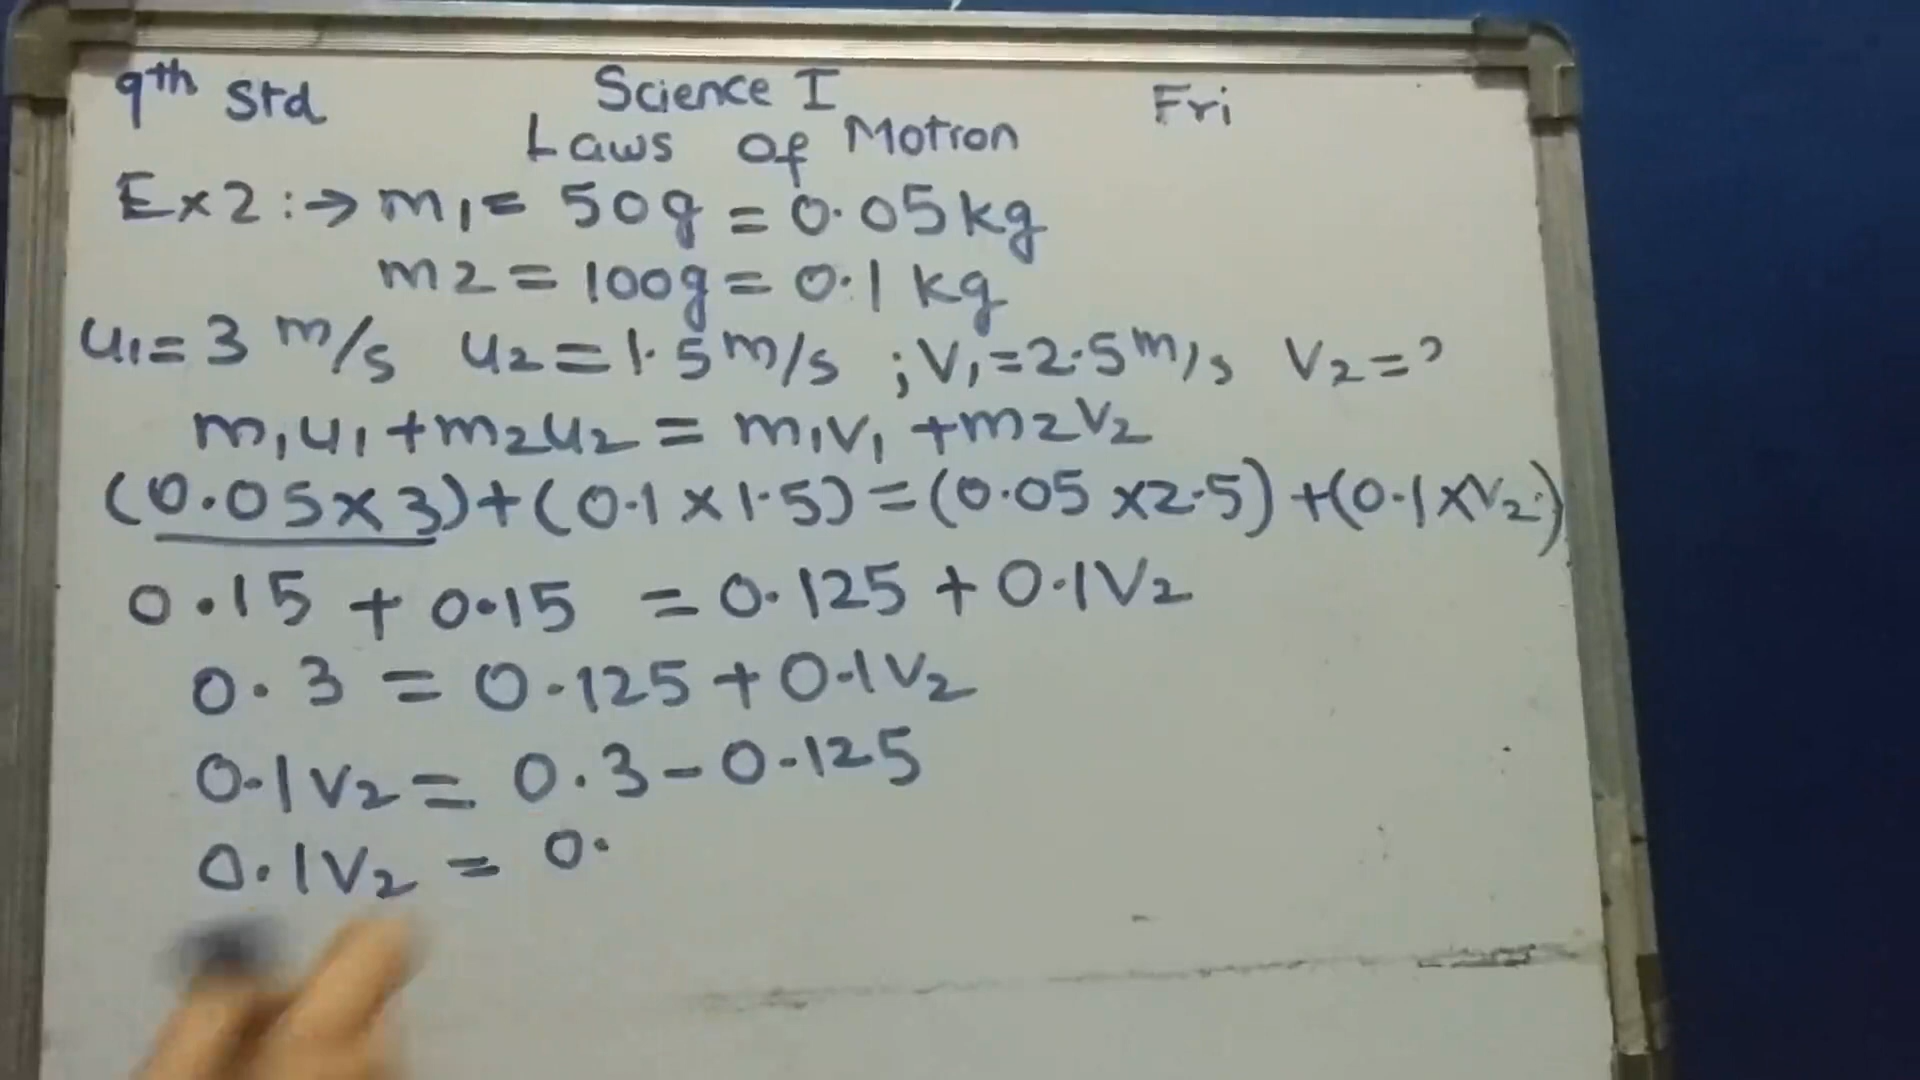 9th Std Science I Fri
Laws of Motion
Ex2 :→ m1 = 50g = 0.05 kg
m2 = 100g = 0.1 kg
u1 = 3 m/s u2 = 1.5 m/s ; v1 = 2.5 m/s v2 = ?
m1u1 + m2u2 = m1v1 + m2v2
(0.05 x 3) + (0.1 x 1.5) = (0.05 x 2.5) + (0.1 x v2)
0.15 + 0.15 = 0.125 + 0.1v2
0.3 = 0.125 + 0.1v2
0.1v2 = 0.3 - 0.125
0.1v2 = 0.